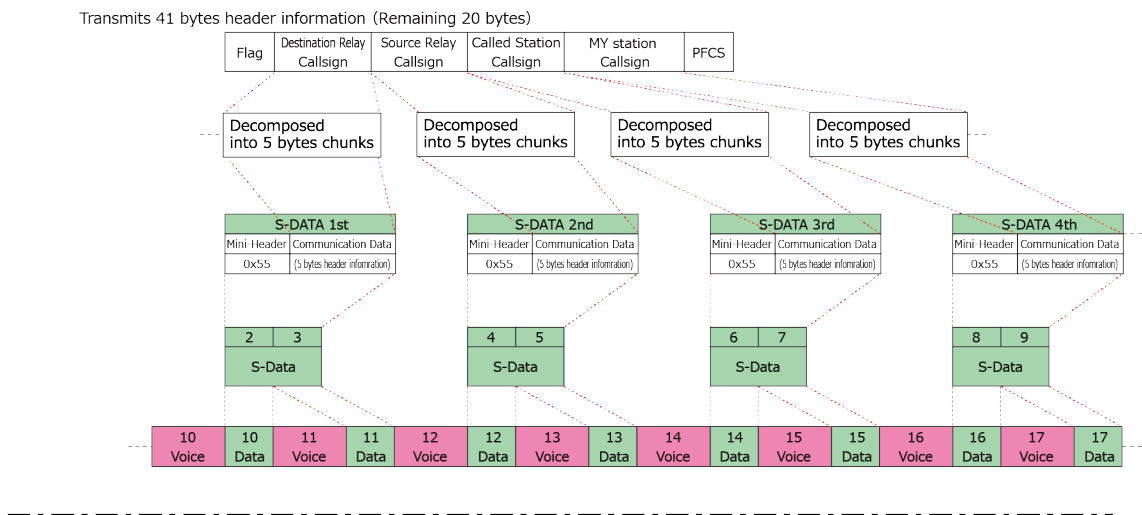 Transmits 41 bytes header information (Remaining 20 bytes)
Flag
Destination Relay
Callsign
Source Relay
Callsign
Called Station
Callsign
MY station
Callsign
PFCS
Decomposed
into 5 bytes chunks
Decomposed
into 5 bytes chunks
Decomposed
into 5 bytes chunks
Decomposed
into 5 bytes chunks
S-DATA 1st
Mini-Header
Communication Data
0x55
(5 bytes header infomration)
S-DATA 2nd
Mini-Header
Communication Data
0x55
(5 bytes header infomration)
S-DATA 3rd
Mini-Header
Communication Data
0x55
(5 bytes header infomration)
S-DATA 4th
Mini-Header
Communication Data
0x55
(5 bytes header infomration)
2 3
S-Data
4 5
S-Data
6 7
S-Data
8 9
S-Data
10
Voice
10
Data
11
Voice
11
Data
12
Voice
12
Data
13
Voice
13
Data
14
Voice
14
Data
15
Voice
15
Data
16
Voice
16
Data
17
Voice
17
Data